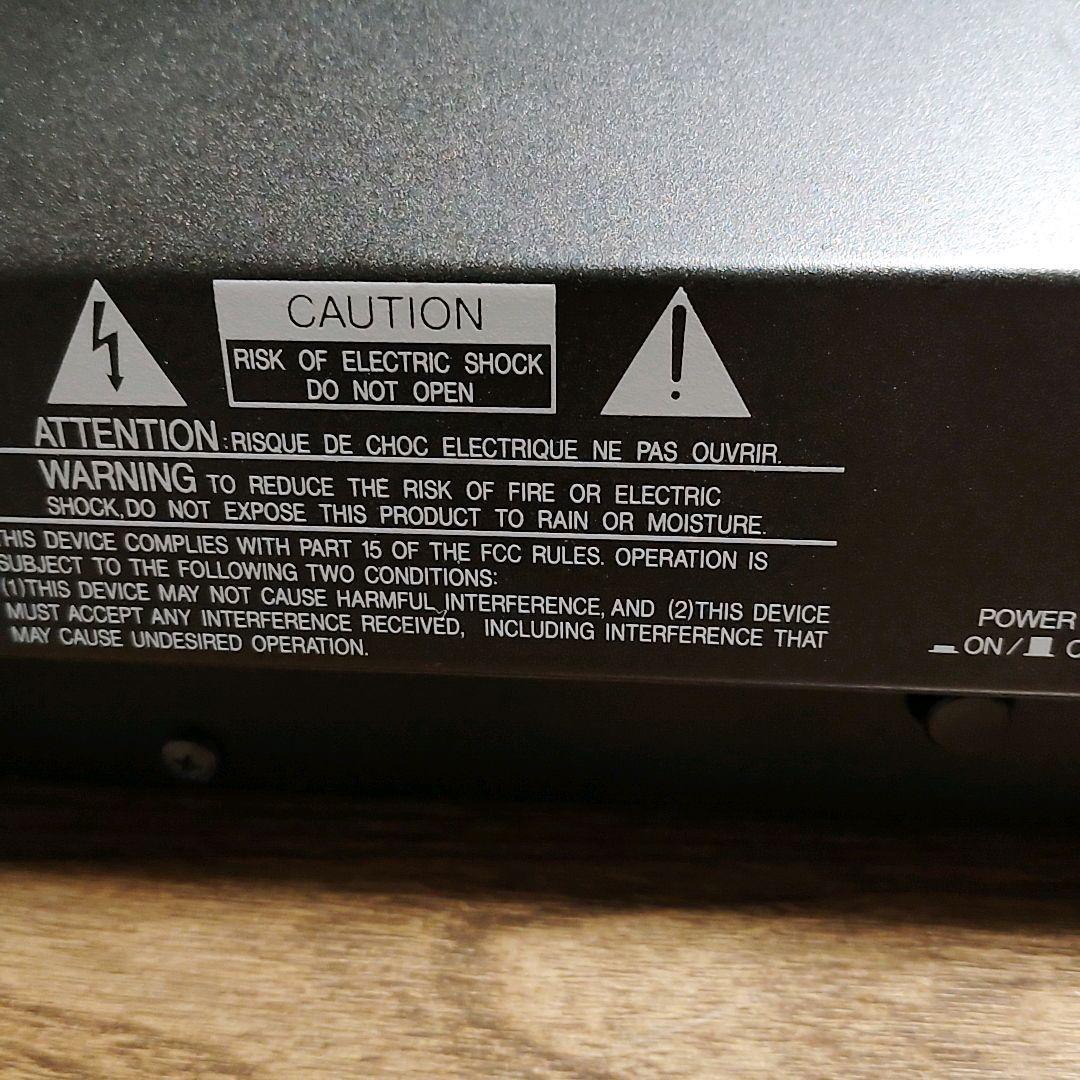 CAUTION
RISK OF ELECTRIC SHOCK
DO NOT OPEN
ATTENTION : RISQUE DE CHOC ELECTRIQUE NE PAS OUVRIR.
WARNING TO REDUCE THE RISK OF FIRE OR ELECTRIC
SHOCK, DO NOT EXPOSE THIS PRODUCT TO RAIN OR MOISTURE.
THIS DEVICE COMPLIES WITH PART 15 OF THE FCC RULES. OPERATION IS
SUBJECT TO THE FOLLOWING TWO CONDITIONS:
(1)THIS DEVICE MAY NOT CAUSE HARMFUL INTERFERENCE, AND (2)THIS DEVICE
MUST ACCEPT ANY INTERFERENCE RECEIVED, INCLUDING INTERFERENCE THAT
MAY CAUSE UNDESIRED OPERATION.
POWER
ON /